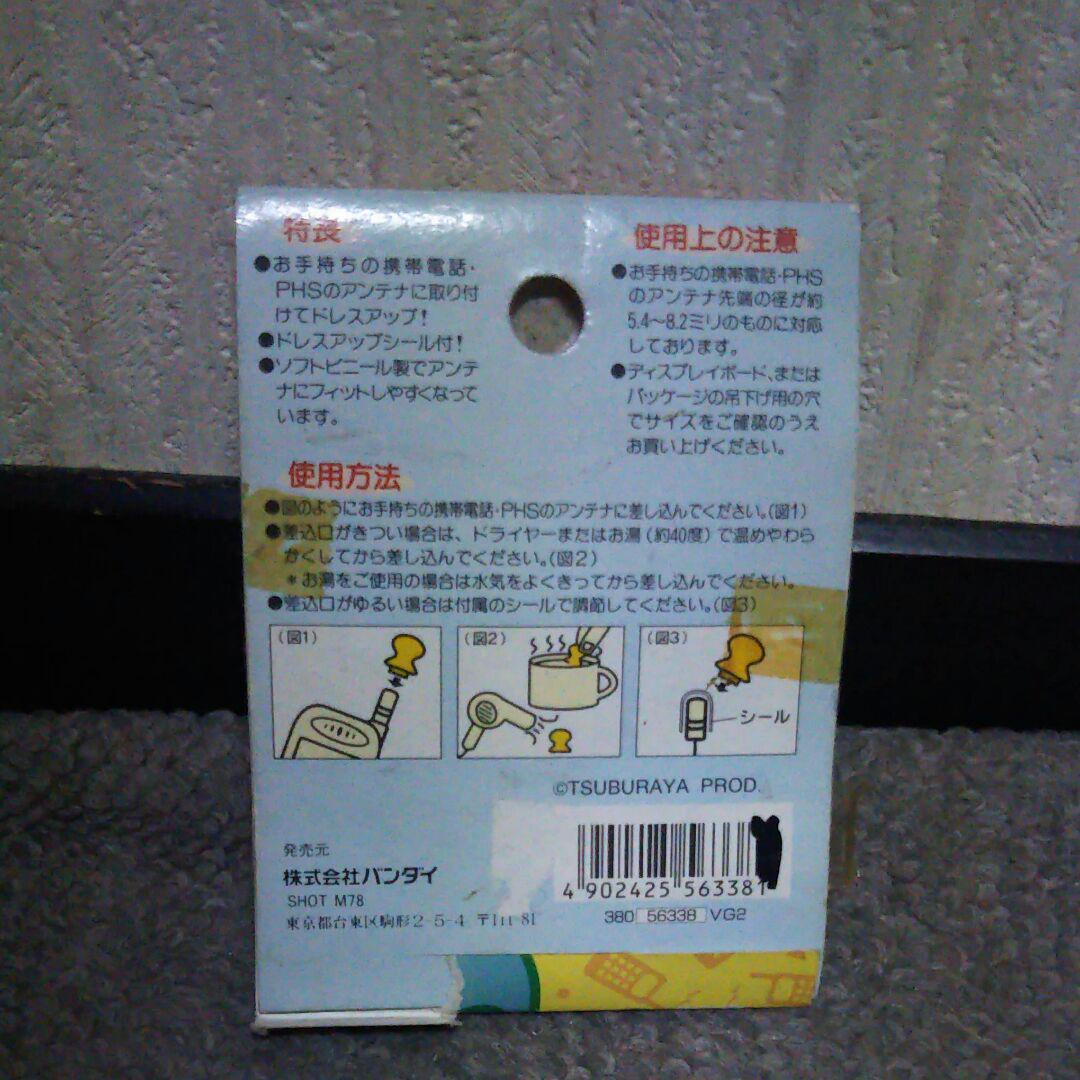 特長
●お手持ちの携帯電話・
PHSのアンテナに取り付
けてドレスアップ!
●ドレスアップシール付!
●ソフトビニール製でアンテ
ナにフィットしやすくなって
います。
使用上の注意
●お手持ちの携帯電話・PHS
のアンテナ先端の径が約
5.4〜8.2ミリのものに対応
しております。
●ディスプレイボード、または
パッケージの吊下げ用の穴
でサイズをご確認のうえ
お買い上げください。
使用方法
●図のようにお手持ちの携帯電話・PHSのアンテナに差し込んでください。(図1)
●差込口がきつい場合は、ドライヤーまたはお湯(約40度)で温めやわら
かくしてから差し込んでください。(図2)
*お湯をご使用の場合は水気をよくきってから差し込んでください。
●差込口がゆるい場合は付属のシールで調節してください。(図3)
(図1)
(図2)
(図3)
シール
©TSUBURAYA PROD.
発売元
株式会社バンダイ
SHOT M78
東京都台東区駒形2-5-4 〒111-81
4 902425 563381
380 56338 VG2